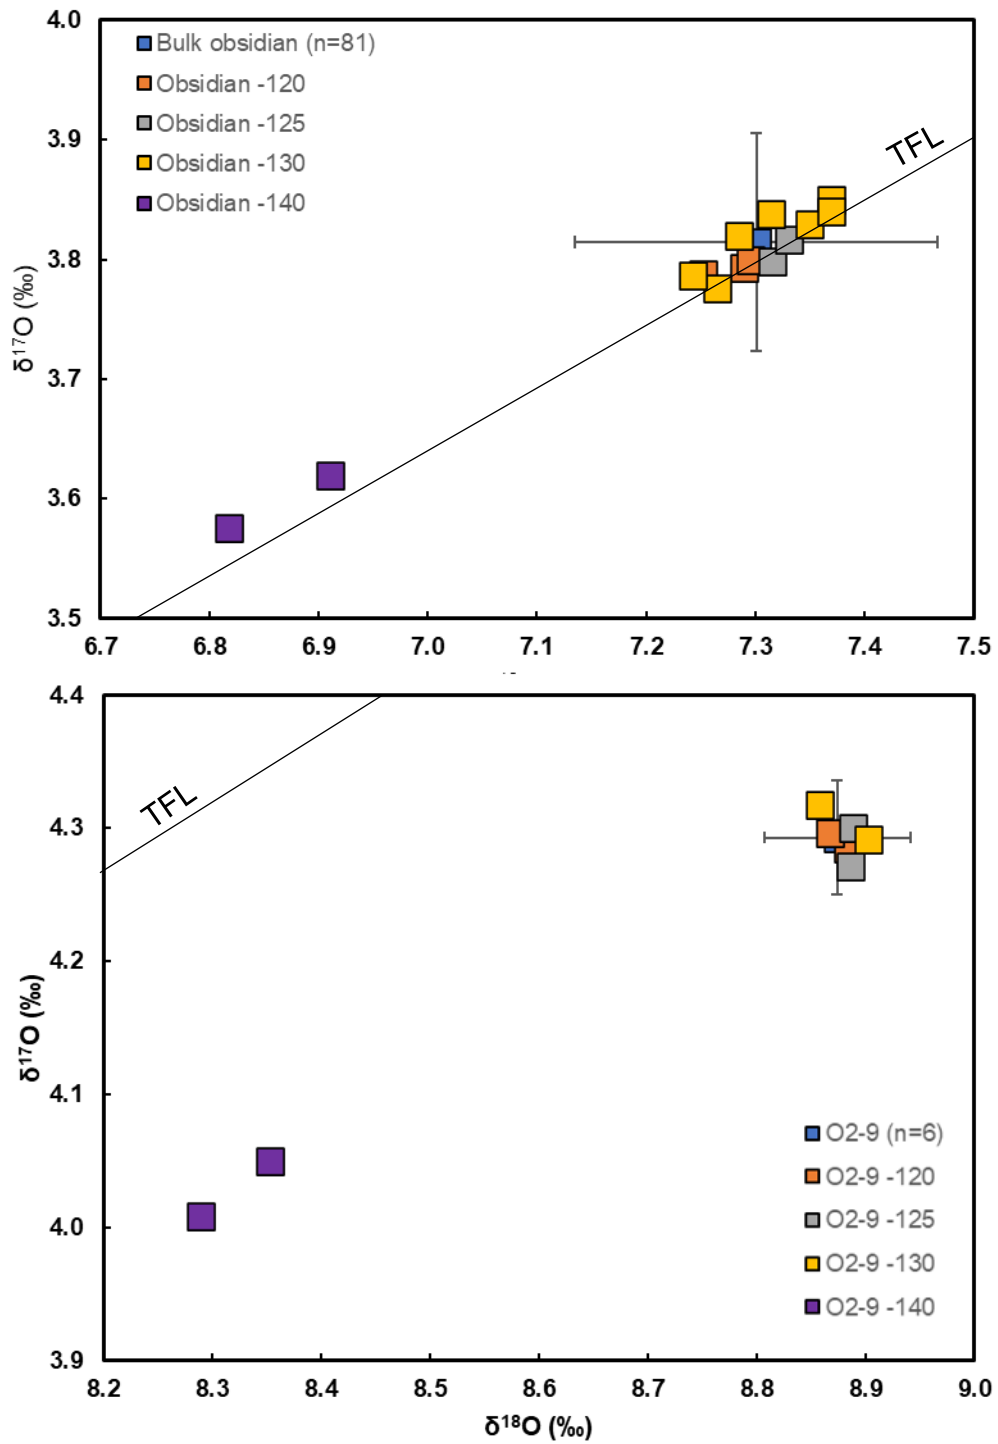 4.0
Bulk obsidian (n=81)
Obsidian -120
Obsidian -125
Obsidian -130
Obsidian -140
3.9
TFL
3.8
δ¹⁷O (‰)
3.7
3.6
3.5
6.7 6.8 6.9 7.0 7.1 7.2 7.3 7.4 7.5
4.4
TFL
4.3
4.2
δ¹⁷O (‰)
4.1
O2-9 (n=6)
O2-9 -120
O2-9 -125
O2-9 -130
O2-9 -140
4.0
3.9
8.2 8.3 8.4 8.5 8.6 8.7 8.8 8.9 9.0
δ¹⁸O (‰)